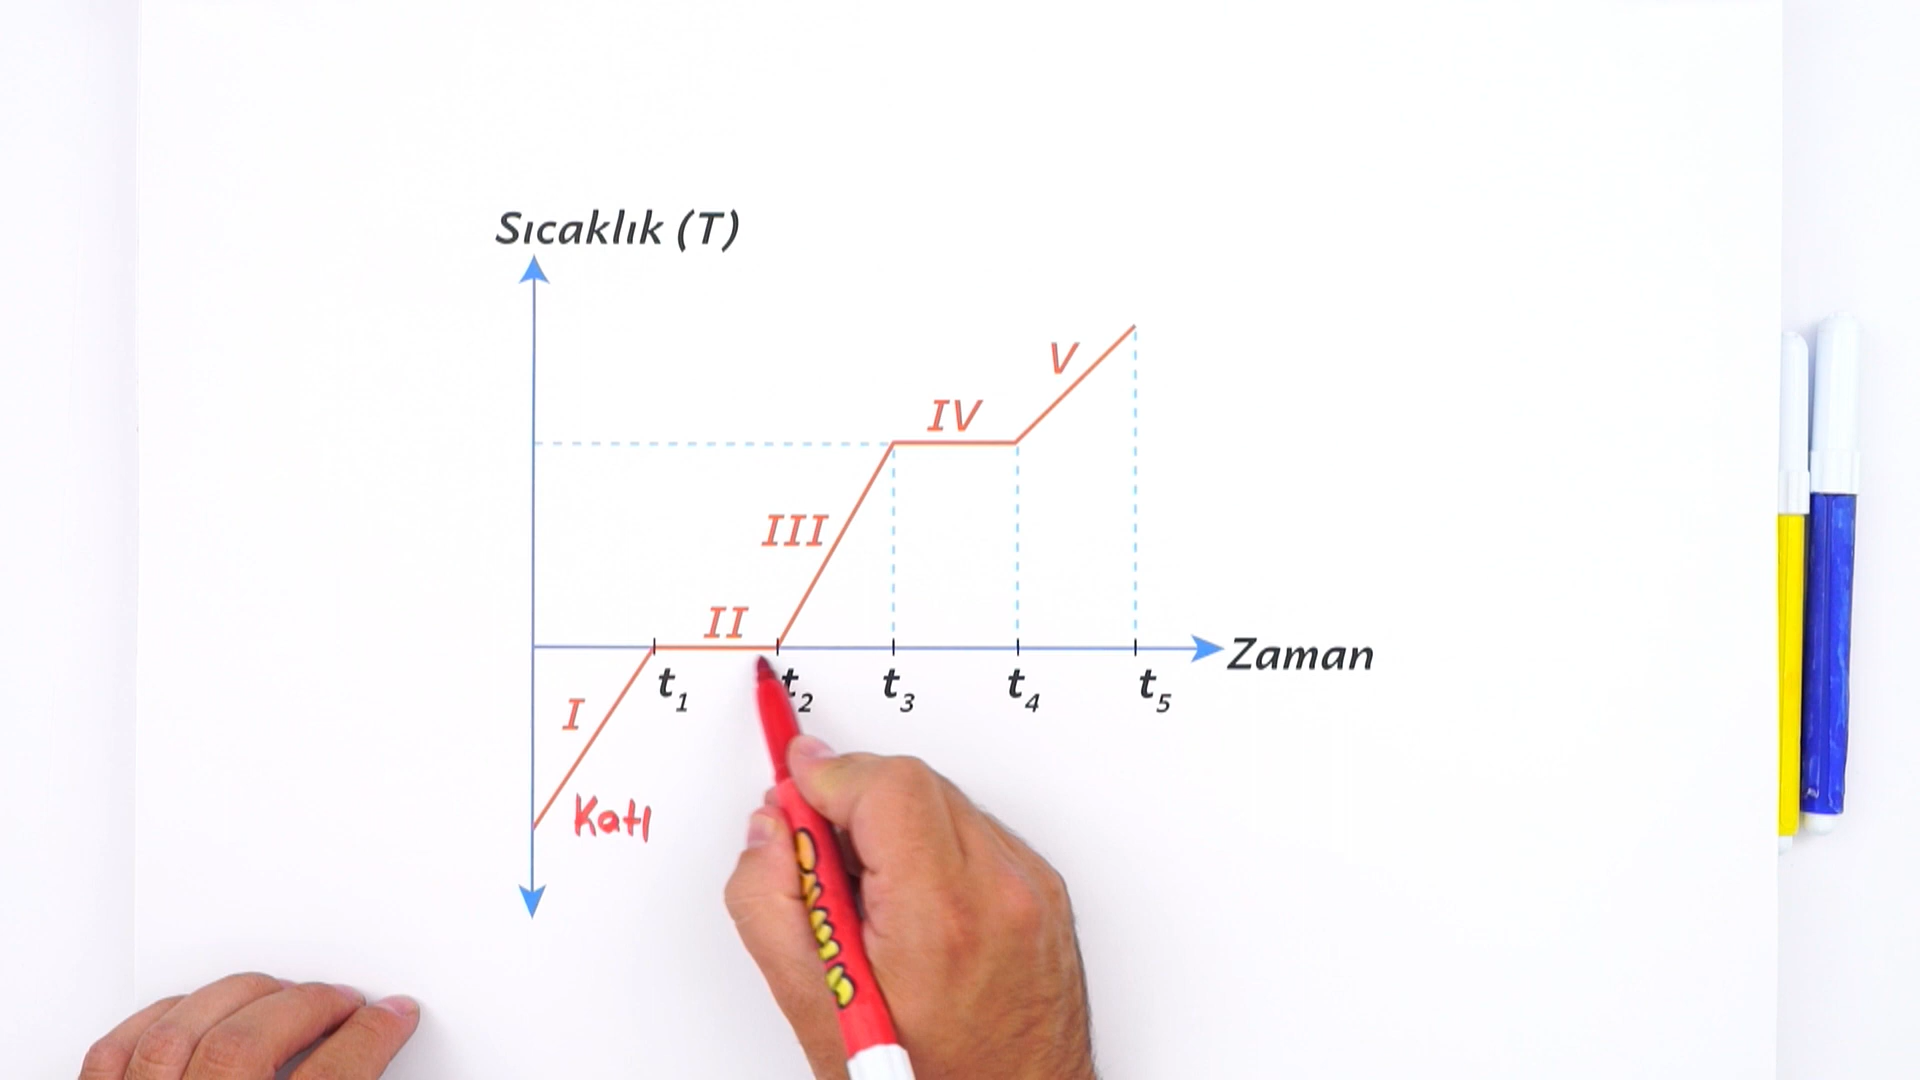 Sıcaklık (T)
V
IV
III
II
Zaman
t1
t2
t3
t4
t5
I
Katı